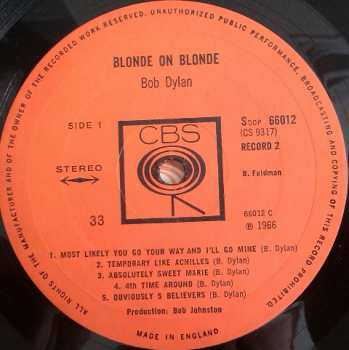 ALL RIGHTS OF THE MANUFACTURER AND OF THE OWNER OF THE RECORDED WORK RESERVED. UNAUTHORIZED PUBLIC PERFORMANCE, BROADCASTING AND COPYING OF THIS RECORD PROHIBITED.
BLONDE ON BLONDE
Bob Dylan
SIDE 1
CBS
SDDP 66012
(CS 9317)
RECORD 2
STEREO
B. Feldman
33
66012 C
℗ 1966
1. MOST LIKELY YOU GO YOUR WAY AND I'LL GO MINE (B. Dylan)
2. TEMPORARY LIKE ACHILLES (B. Dylan)
3. ABSOLUTELY SWEET MARIE (B. Dylan)
4. 4th TIME AROUND (B. Dylan)
5. OBVIOUSLY 5 BELIEVERS (B. Dylan)
Production: Bob Johnston
MADE IN ENGLAND